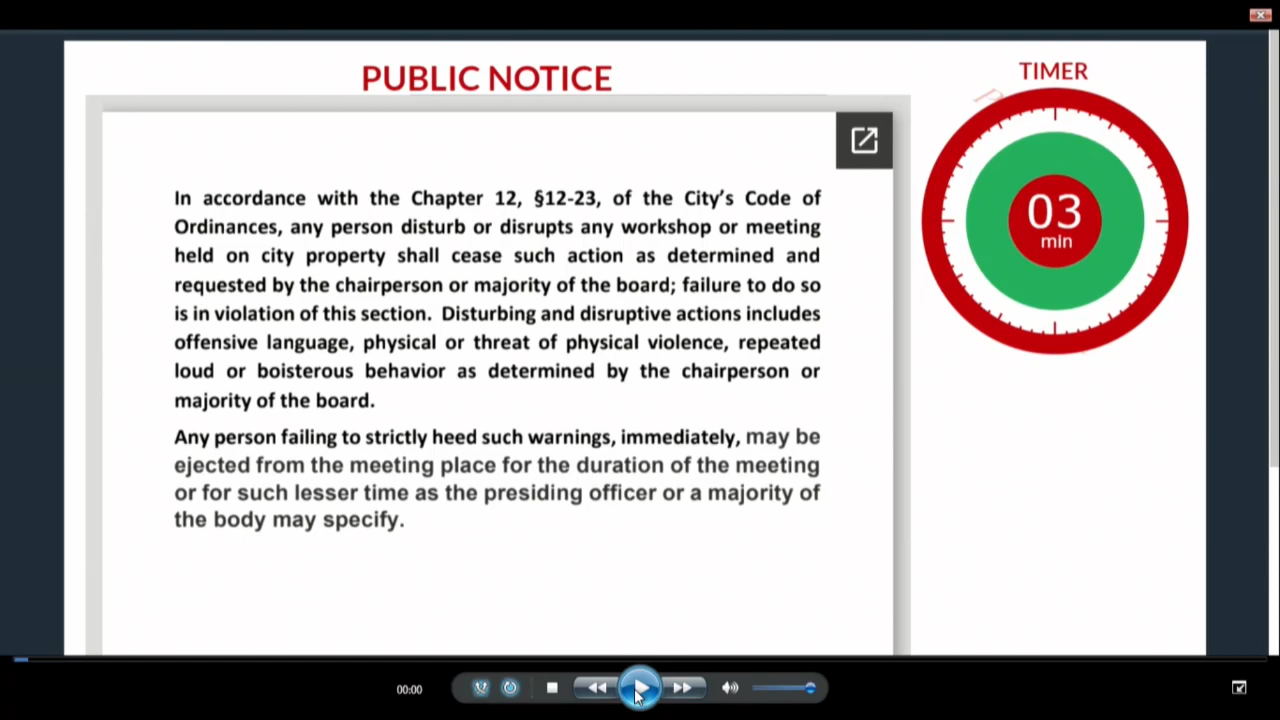 PUBLIC NOTICE
TIMER
In accordance with the Chapter 12, §12-23, of the City's Code of
Ordinances, any person disturb or disrupts any workshop or meeting
held on city property shall cease such action as determined and
requested by the chairperson or majority of the board; failure to do so
is in violation of this section. Disturbing and disruptive actions includes
offensive language, physical or threat of physical violence, repeated
loud or boisterous behavior as determined by the chairperson or
majority of the board.
Any person failing to strictly heed such warnings, immediately, may be
ejected from the meeting place for the duration of the meeting
or for such lesser time as the presiding officer or a majority of
the body may specify.
03
min
00:00